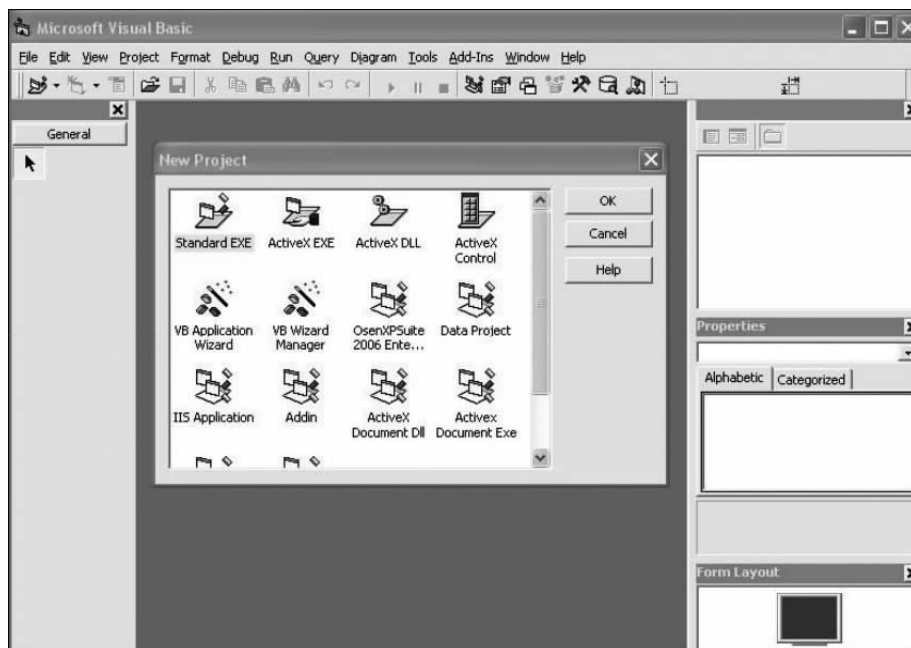 Microsoft Visual Basic
File Edit View Project Format Debug Run Query Diagram Tools Add-Ins Window Help
General
New Project
Standard EXE
ActiveX EXE
ActiveX DLL
ActiveX
Control
OK
Cancel
Help
VB Application
Wizard
VB Wizard
Manager
OsenXPSuite
2006 Ente...
Data Project
IIS Application
Addin
ActiveX
Document Dll
Activex
Document Exe
Properties
Alphabetic
Categorized
Form Layout